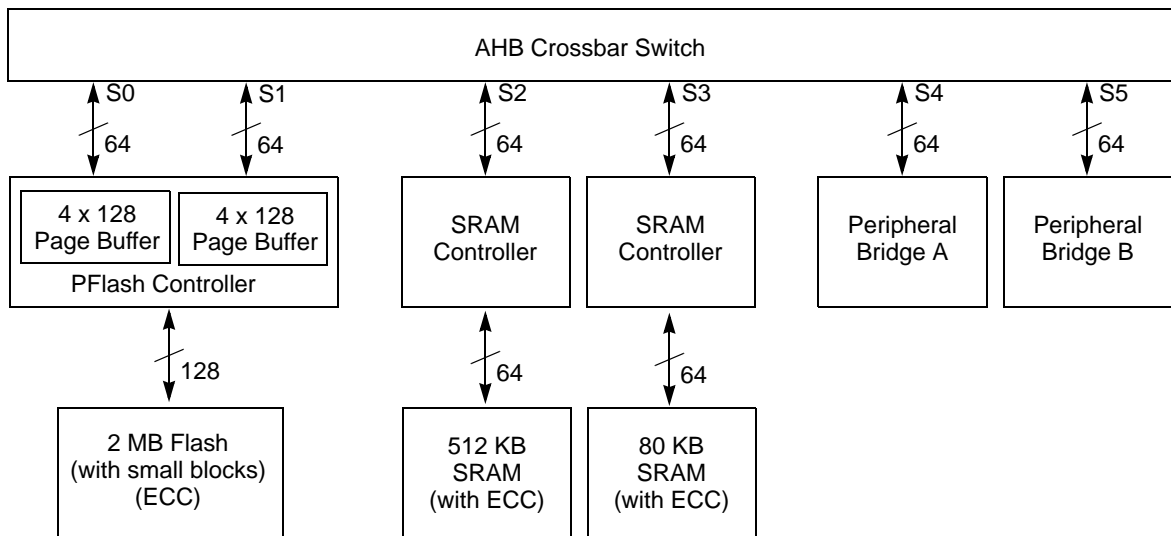 AHB Crossbar Switch
S0
S1
S2
S3
S4
S5
64
64
64
64
64
64
4 x 128
Page Buffer
4 x 128
Page Buffer
PFlash Controller
SRAM
Controller
SRAM
Controller
Peripheral
Bridge A
Peripheral
Bridge B
128
64
64
2 MB Flash
(with small blocks)
(ECC)
512 KB
SRAM
(with ECC)
80 KB
SRAM
(with ECC)